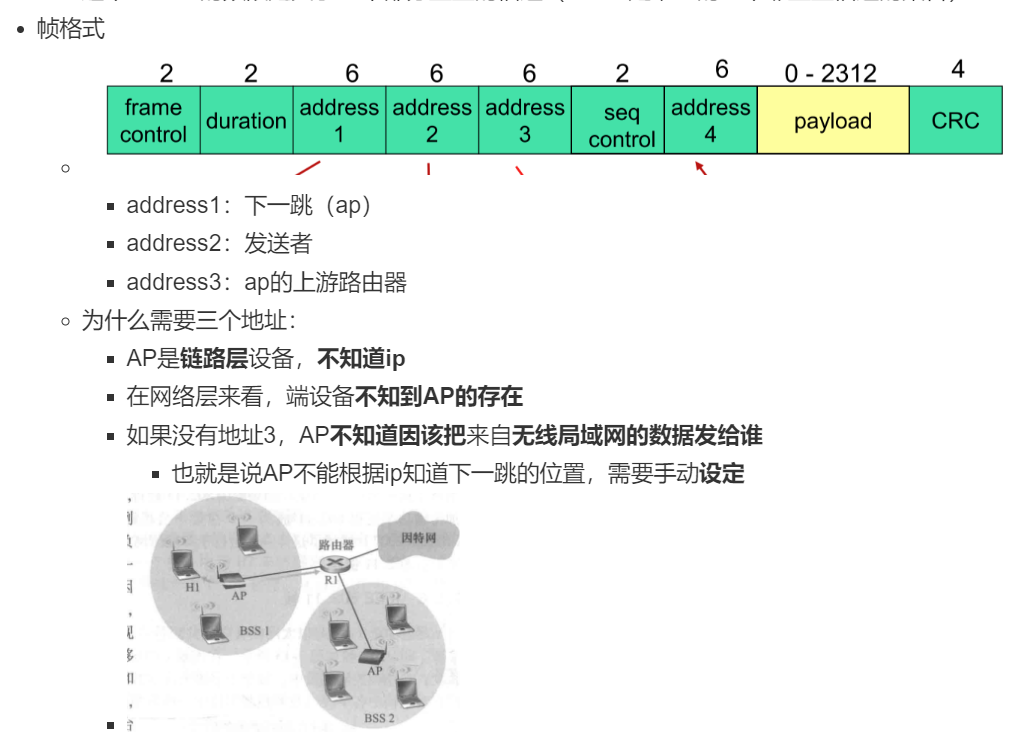 帧格式
2 2 6 6 6 2 6 0 - 2312 4
frame control duration address 1 address 2 address 3 seq control address 4 payload CRC
address1：下一跳（ap）
address2：发送者
address3：ap的上游路由器
为什么需要三个地址：
AP是链路层设备，不知道ip
在网络层来看，端设备不知到AP的存在
如果没有地址3，AP不知道因该把来自无线局域网的数据发给谁
也就是说AP不能根据ip知道下一跳的位置，需要手动设定
路由器
因特网
H1
AP
R1
BSS 1
AP
BSS 2